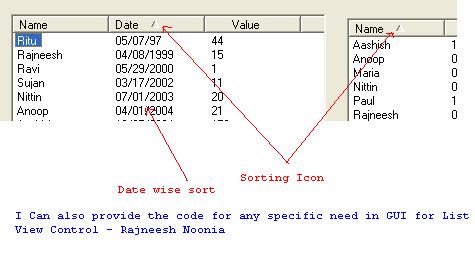 Name Date Value
Ritu 05/07/97 44
Rajneesh 04/08/1999 15
Ravi 05/29/2000 1
Sujan 03/17/2002 11
Nittin 07/01/2003 20
Anoop 04/01/2004 21
Name
Aashish 1
Anoop 0
Maria 0
Nittin 0
Paul 1
Rajneesh 0
Sorting Icon
Date wise sort
I Can also provide the code for any specific need in GUI for List
View Control - Rajneesh Noonia